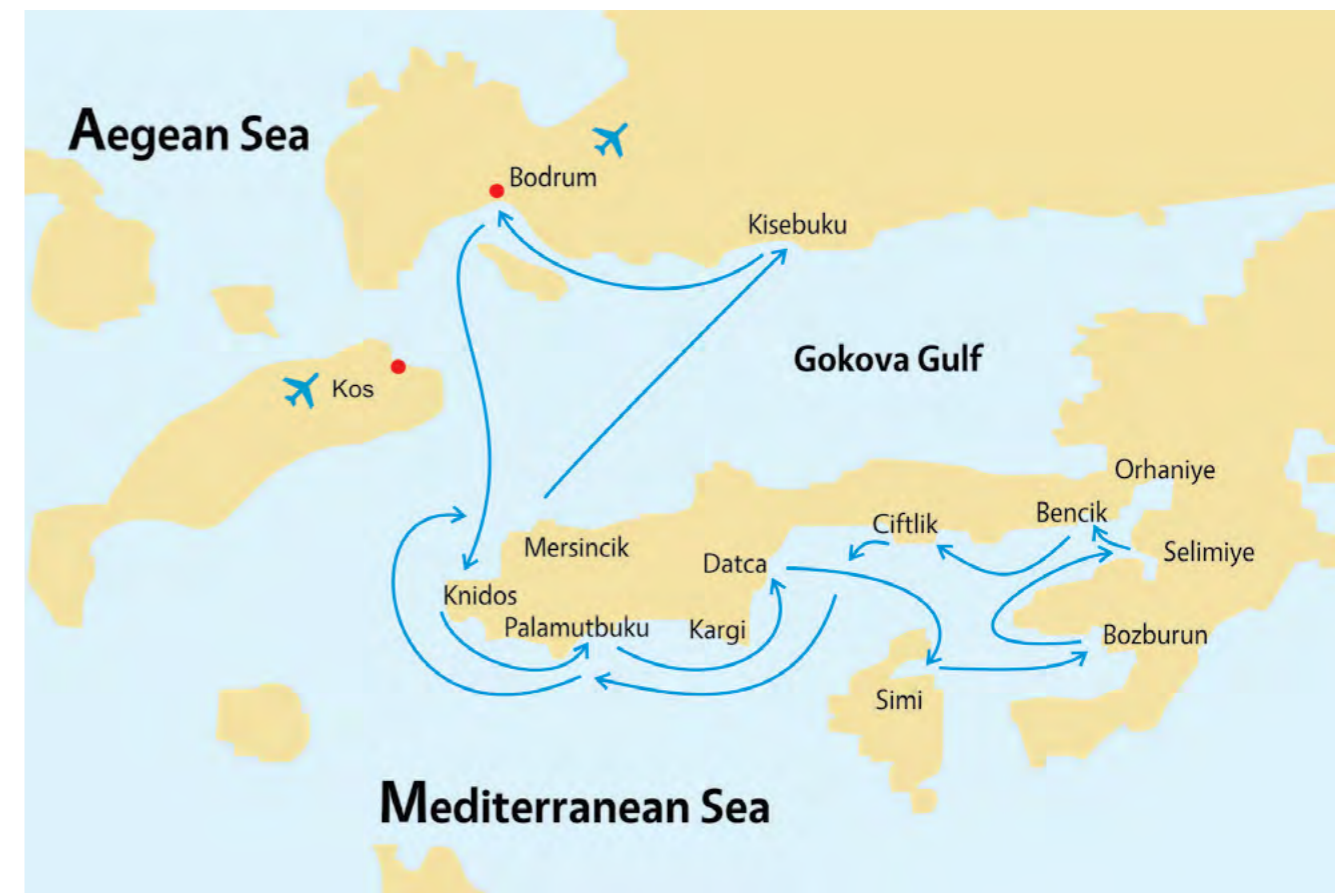 Aegean Sea
Bodrum
Kisebuku
Gokova Gulf
Kos
Orhaniye
Bencik
Ciftlik
Mersincik
Selimiye
Datca
Knidos
Palamutbuku
Kargi
Bozburun
Simi
Mediterranean Sea